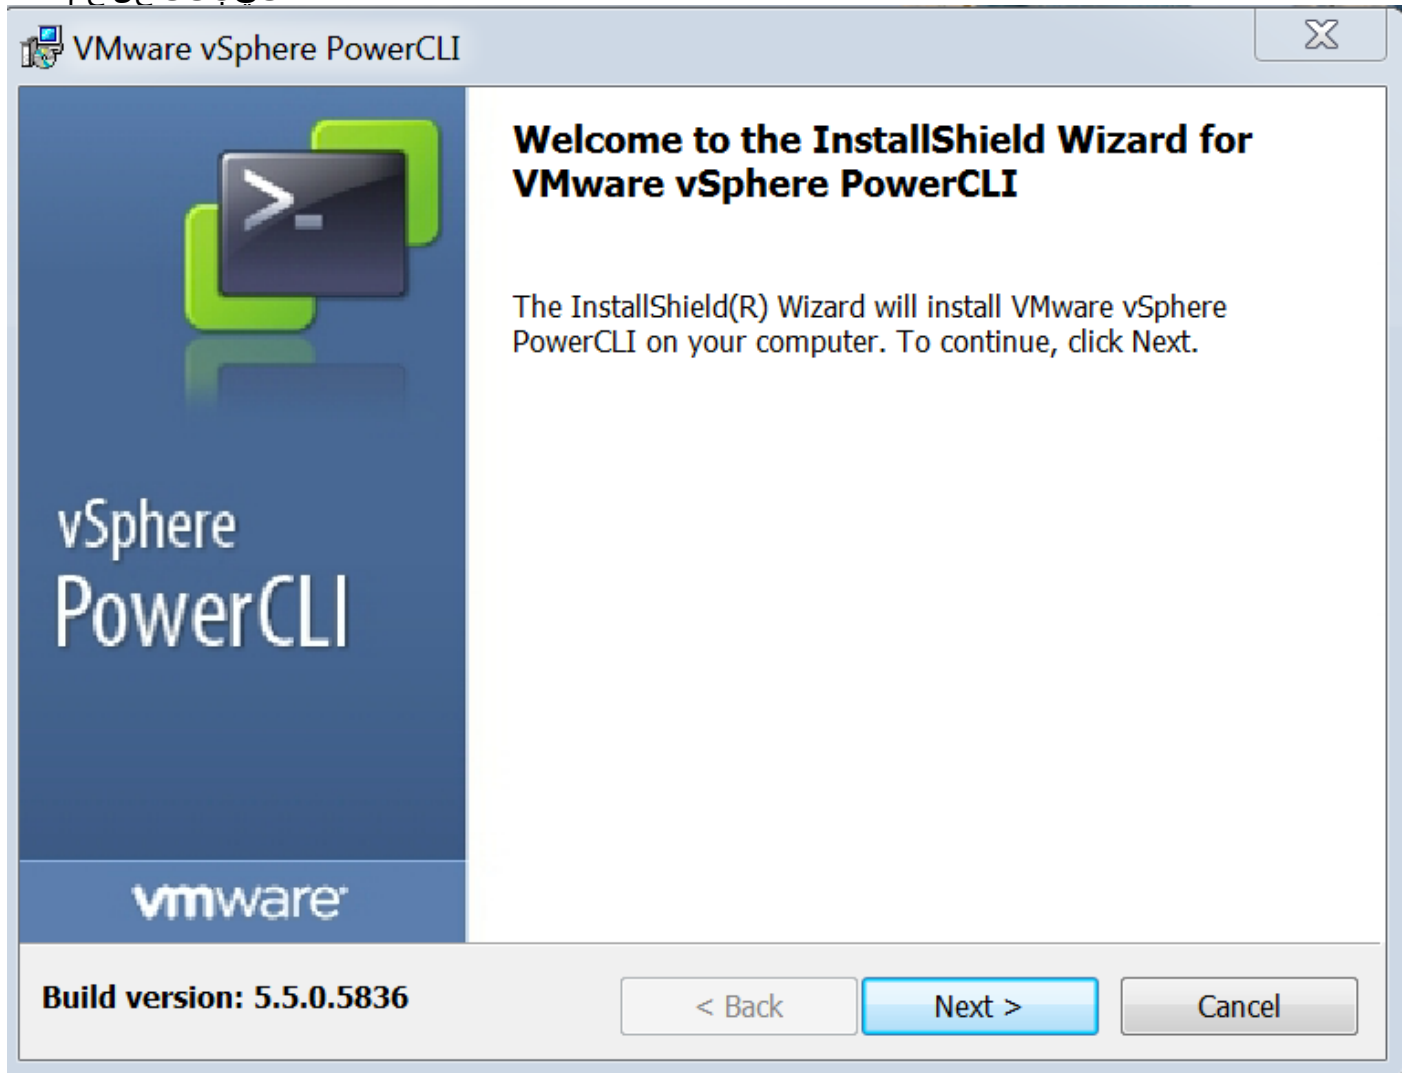 VMware vSphere PowerCLI
Welcome to the InstallShield Wizard for
VMware vSphere PowerCLI
The InstallShield(R) Wizard will install VMware vSphere
PowerCLI on your computer. To continue, click Next.
vSphere
PowerCLI
vmware
Build version: 5.5.0.5836
< Back
Next >
Cancel